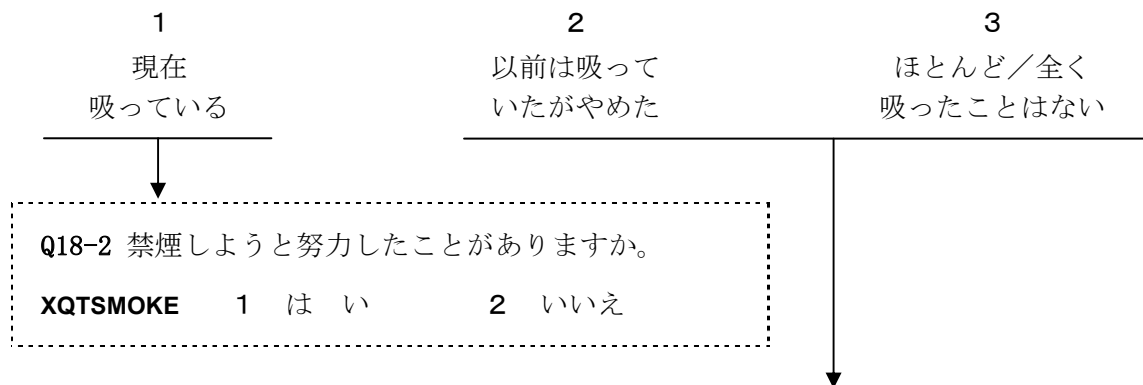 1 2 3
現在 以前は吸って ほとんど／全く
吸っている いたがやめた 吸ったことはない
Q18-2 禁煙しようと努力したことがありますか。
XQTSMOKE 1 は い 2 いいえ